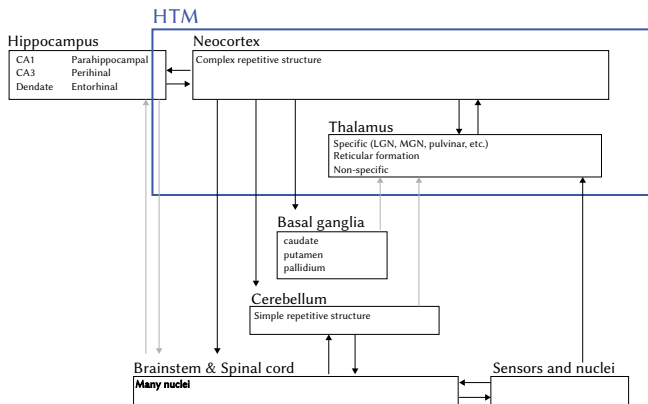 HTM
Hippocampus
CA1 Parahippocampal
CA3 Perihinal
Dendate Entorhinal
Neocortex
Complex repetitive structure
Thalamus
Specific (LGN, MGN, pulvinar, etc.)
Reticular formation
Non-specific
Basal ganglia
caudate
putamen
pallidium
Cerebellum
Simple repetitive structure
Brainstem & Spinal cord
Many nuclei
Sensors and nuclei